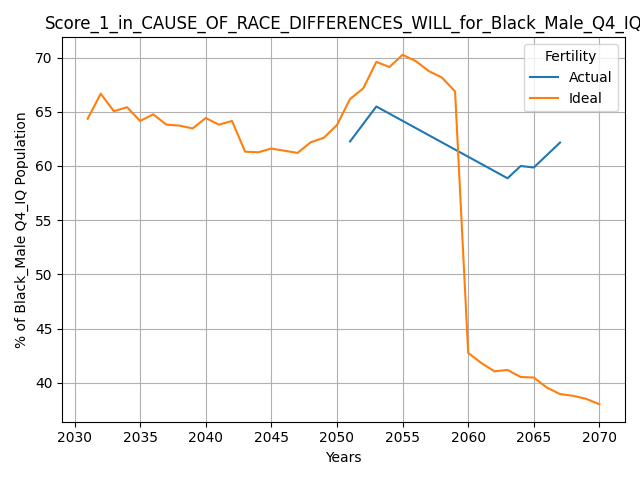 Score_1_in_CAUSE_OF_RACE_DIFFERENCES_WILL_for_Black_Male_Q4_IQ
Fertility
Actual
Ideal
% of Black_Male Q4_IQ Population
70
65
60
55
50
45
40
2030 2035 2040 2045 2050 2055 2060 2065 2070
Years